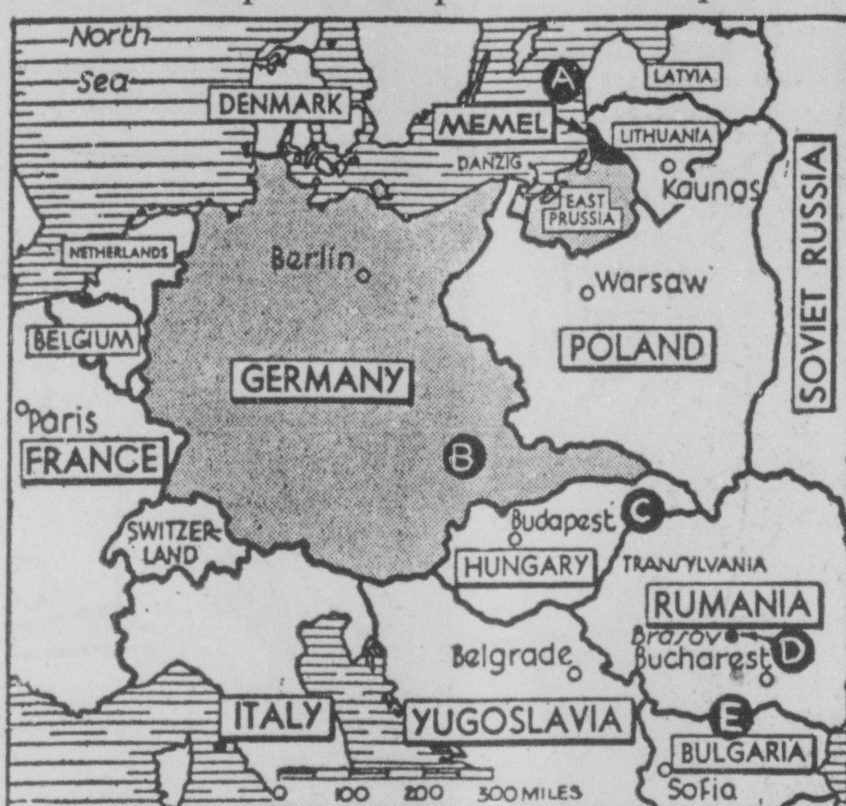 North
Sea
DENMARK
A
LATVIA
MEMEL
LITHUANIA
DANZIG
Kaunas
EAST
PRUSSIA
NETHERLANDS
Berlin
Warsaw
SOVIET RUSSIA
BELGIUM
POLAND
GERMANY
Paris
FRANCE
B
C
SWITZER-
LAND
Budapest
HUNGARY
TRANSYLVANIA
RUMANIA
Brasov
D
Bucharest
Belgrade
ITALY
YUGOSLAVIA
E
BULGARIA
Sofia
0 100 200 300 MILES